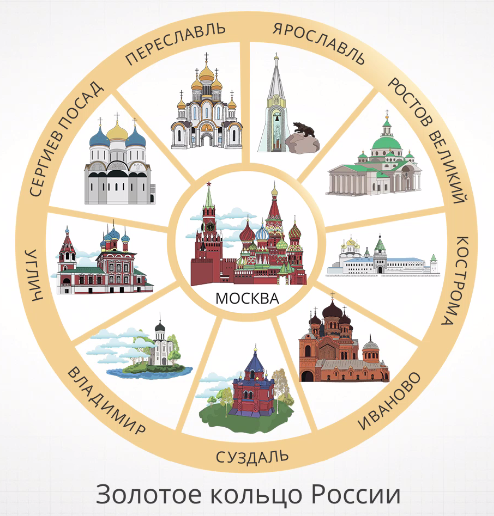 ПЕРЕСЛАВЛЬ
ЯРОСЛАВЛЬ
РОСТОВ ВЕЛИКИЙ
КОСТРОМА
ИВАНОВО
СУЗДАЛЬ
ВЛАДИМИР
УГЛИЧ
СЕРГИЕВ ПОСАД
МОСКВА
Золотое кольцо России